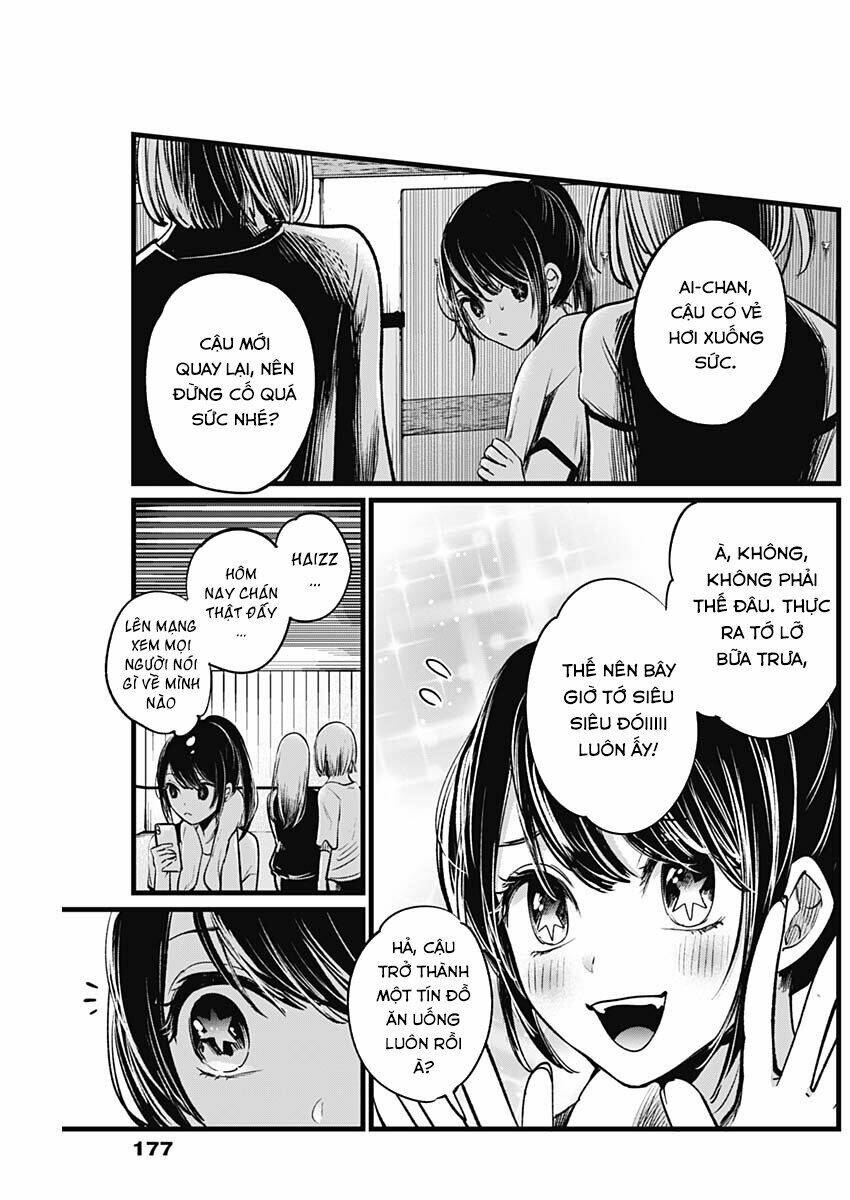 AI-CHAN,
CẬU CÓ VẺ
HƠI XUỐNG
SỨC.
CẬU MỚI
QUAY LẠI, NÊN
ĐỪNG CỐ QUÁ
SỨC NHÉ?
À, KHÔNG,
KHÔNG PHẢI
THẾ ĐÂU. THỰC
RA TỚ LỠ
BỮA TRƯA,
THẾ NÊN BÂY
GIỜ TỚ SIÊU
SIÊU ĐÓIIIII
LUÔN ẤY!
HẢ, CẬU
TRỞ THÀNH
MỘT TÍN ĐỒ
ĂN UỐNG
LUÔN RỒI
À?
HAIZZ
...
HÔM
NAY CHÁN
THẬT ĐẤY
...
LÊN MẠNG
XEM MỌI
NGƯỜI NÓI
GÌ VỀ MÌNH
NÀO
177